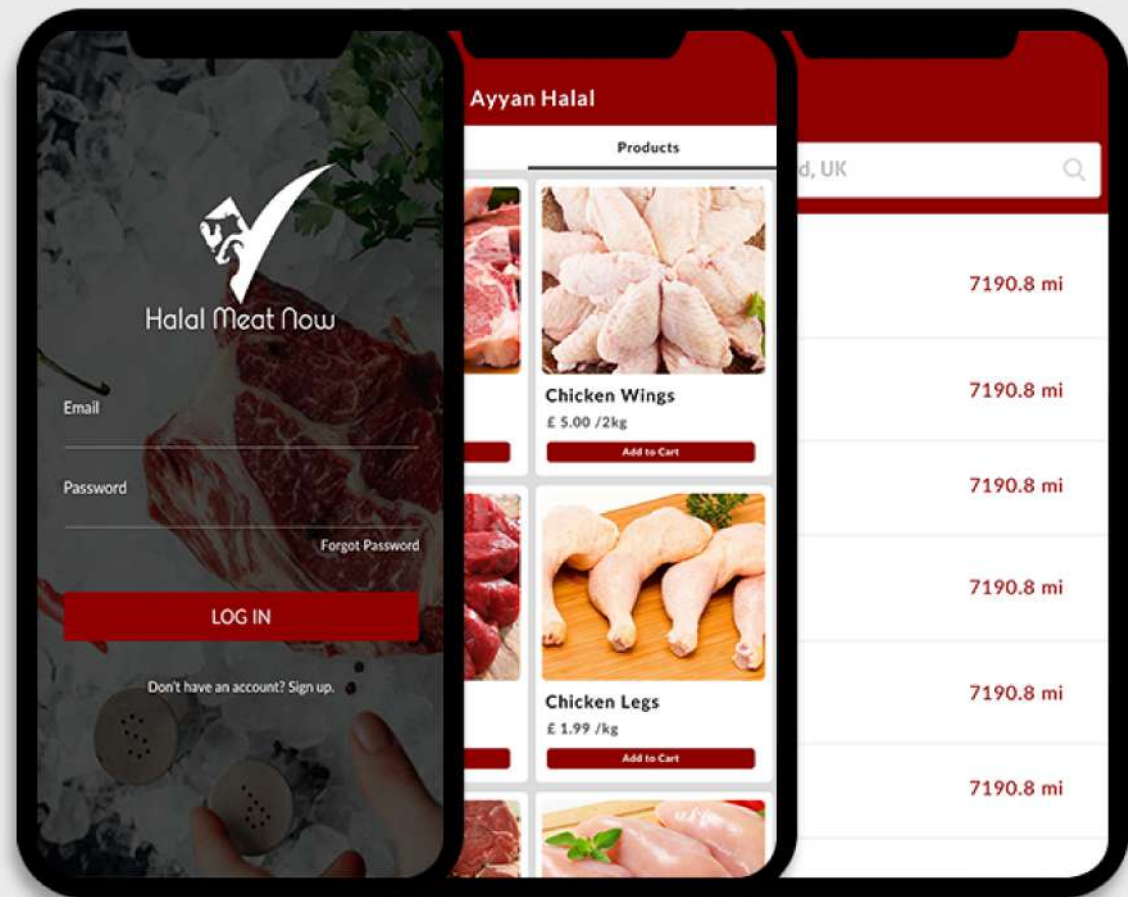 Halal Meat Now
Email
Password
Forgot Password
LOG IN
Don't have an account? Sign up.
Ayyan Halal
Products
Chicken Wings
£ 5.00 /2kg
Add to Cart
Chicken Legs
£ 1.99 /kg
Add to Cart
d, UK
7190.8 mi
7190.8 mi
7190.8 mi
7190.8 mi
7190.8 mi
7190.8 mi